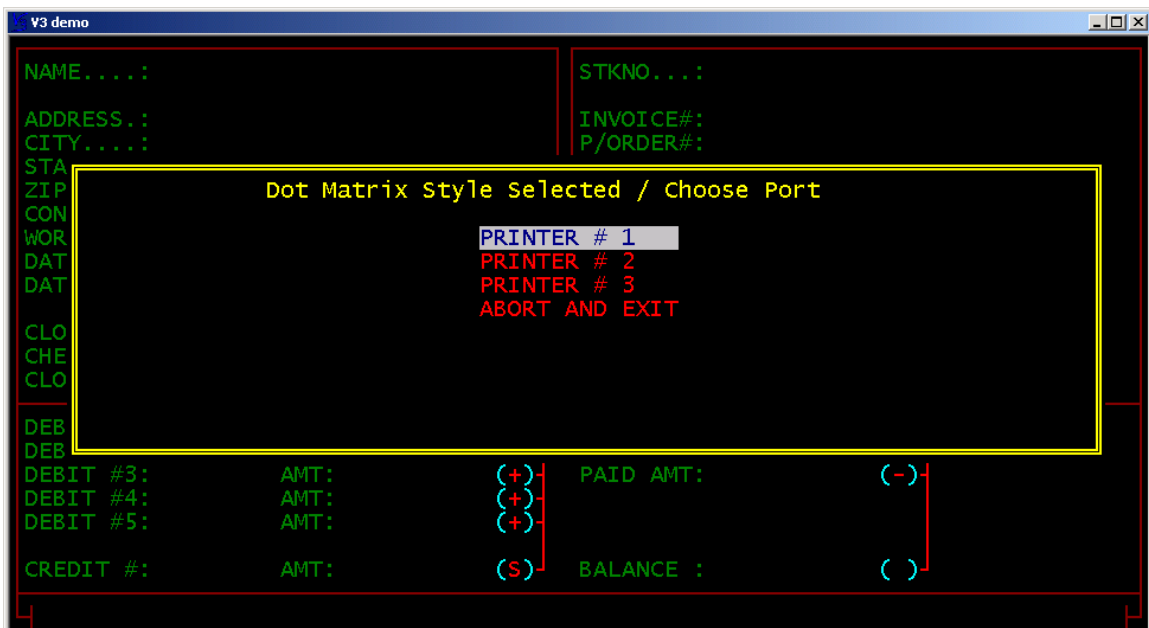 V3 demo
NAME....: STKNO...:
ADDRESS.: INVOICE#:
CITY....: P/ORDER#:
STA
ZIP Dot Matrix Style Selected / Choose Port
CON
WOR PRINTER # 1
DAT PRINTER # 2
DAT PRINTER # 3
ABORT AND EXIT
CLO
CHE
CLO
DEB
DEB
DEBIT #3: AMT: (+) PAID AMT: (-)
DEBIT #4: AMT: (+)
DEBIT #5: AMT: (+)
CREDIT #: AMT: (S) BALANCE : ( )